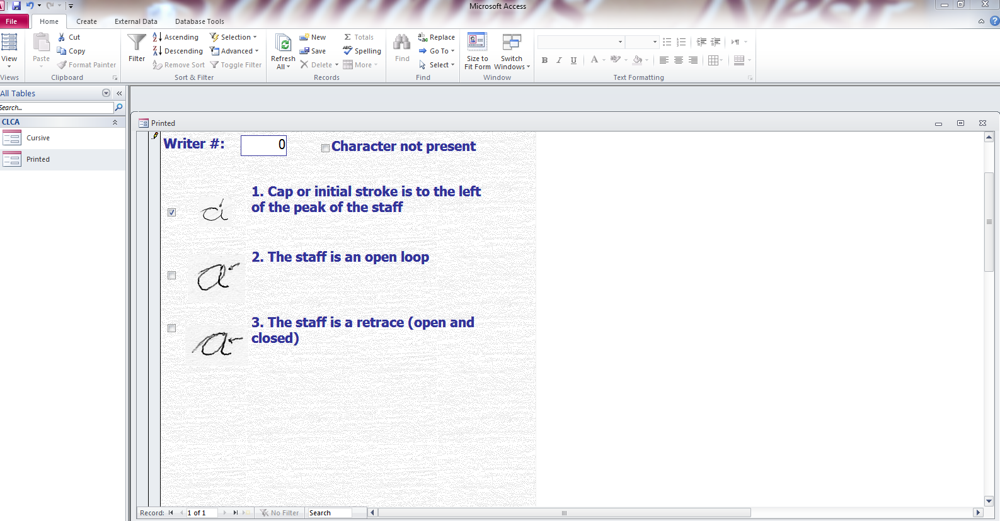 Microsoft Access
File Home Create External Data Database Tools
View
Views
Paste
Cut
Copy
Format Painter
Clipboard
Filter
Ascending
Descending
Remove Sort
Selection
Advanced
Toggle Filter
Sort & Filter
Refresh
All
New
Save
Delete
Totals
Spelling
More
Records
Find
Replace
Go To
Select
Find
Size to
Fit Form
Switch
Windows
Window
B I U A ab
Text Formatting
All Tables
Search...
CLCA
Cursive
Printed
Printed
Writer #: 0 Character not present
1. Cap or initial stroke is to the left
of the peak of the staff
a
2. The staff is an open loop
a
3. The staff is a retrace (open and
closed)
a
Record: 1 of 1 No Filter Search